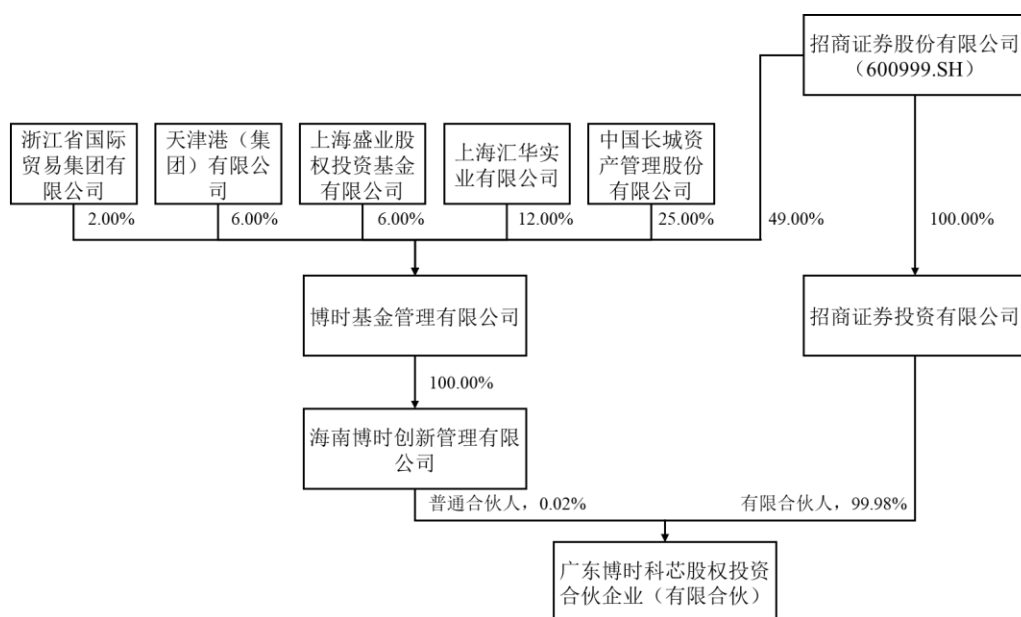 招商证券股份有限公司
（600999.SH）
浙江省国际
贸易集团有
限公司
天津港（集
团）有限公
司
上海盛业股
权投资基金
有限公司
上海汇华实
业有限公司
中国长城资
产管理股份
有限公司
2.00%
6.00%
6.00%
12.00%
25.00%
49.00%
100.00%
博时基金管理有限公司
招商证券投资有限公司
100.00%
海南博时创新管理有限
公司
普通合伙人，0.02%
有限合伙人，99.98%
广东博时科芯股权投资
合伙企业（有限合伙）